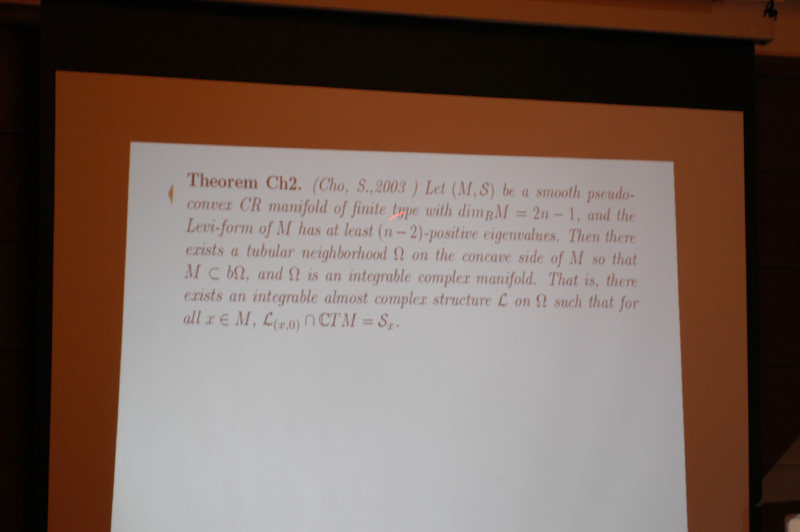 Theorem Ch2. (Cho, S.,2003 ) Let (M, S) be a smooth pseudo-
convex CR manifold of finite type with dimRM = 2n − 1, and the
Levi-form of M has at least (n − 2)-positive eigenvalues. Then there
exists a tubular neighborhood Ω on the concave side of M so that
M ⊂ bΩ, and Ω is an integrable complex manifold. That is, there
exists an integrable almost complex structure ℒ on Ω such that for
all x ∈ M, ℒ(x,0) ∩ ℂTM = Sx.